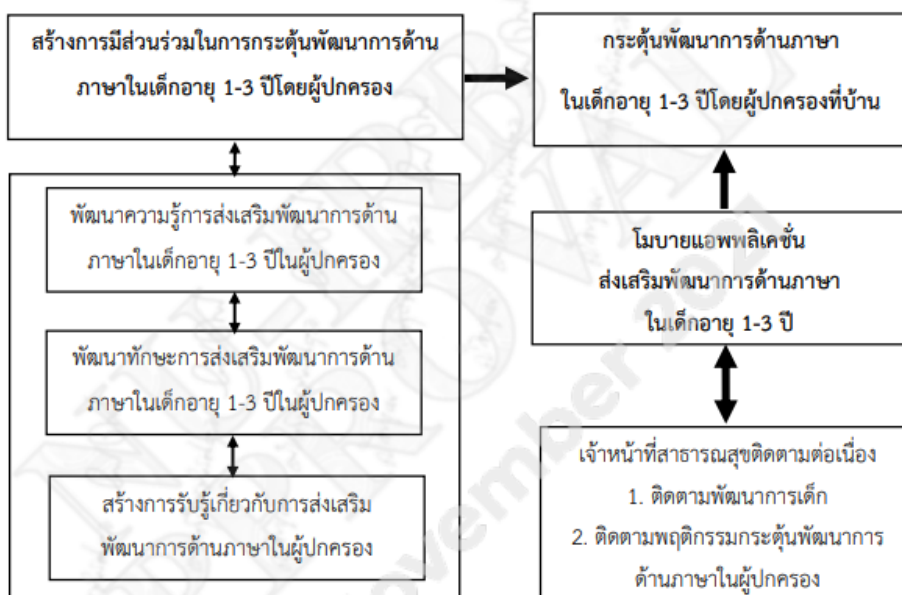 สร้างการมีส่วนร่วมในการกระตุ้นพัฒนาการด้าน
ภาษาในเด็กอายุ 1-3 ปีโดยผู้ปกครอง
กระตุ้นพัฒนาการด้านภาษา
ในเด็กอายุ 1-3 ปีโดยผู้ปกครองที่บ้าน
พัฒนาความรู้การส่งเสริมพัฒนาการด้าน
ภาษาในเด็กอายุ 1-3 ปีในผู้ปกครอง
พัฒนาทักษะการส่งเสริมพัฒนาการด้าน
ภาษาในเด็กอายุ 1-3 ปีในผู้ปกครอง
สร้างการรับรู้เกี่ยวกับการส่งเสริม
พัฒนาการด้านภาษาในผู้ปกครอง
โมบายแอพพลิเคชั่น
ส่งเสริมพัฒนาการด้านภาษา
ในเด็กอายุ 1-3 ปี
เจ้าหน้าที่สาธารณสุขติดตามต่อเนื่อง
1. ติดตามพัฒนาการเด็ก
2. ติดตามพฤติกรรมกระตุ้นพัฒนาการ
ด้านภาษาในผู้ปกครอง
November 2021